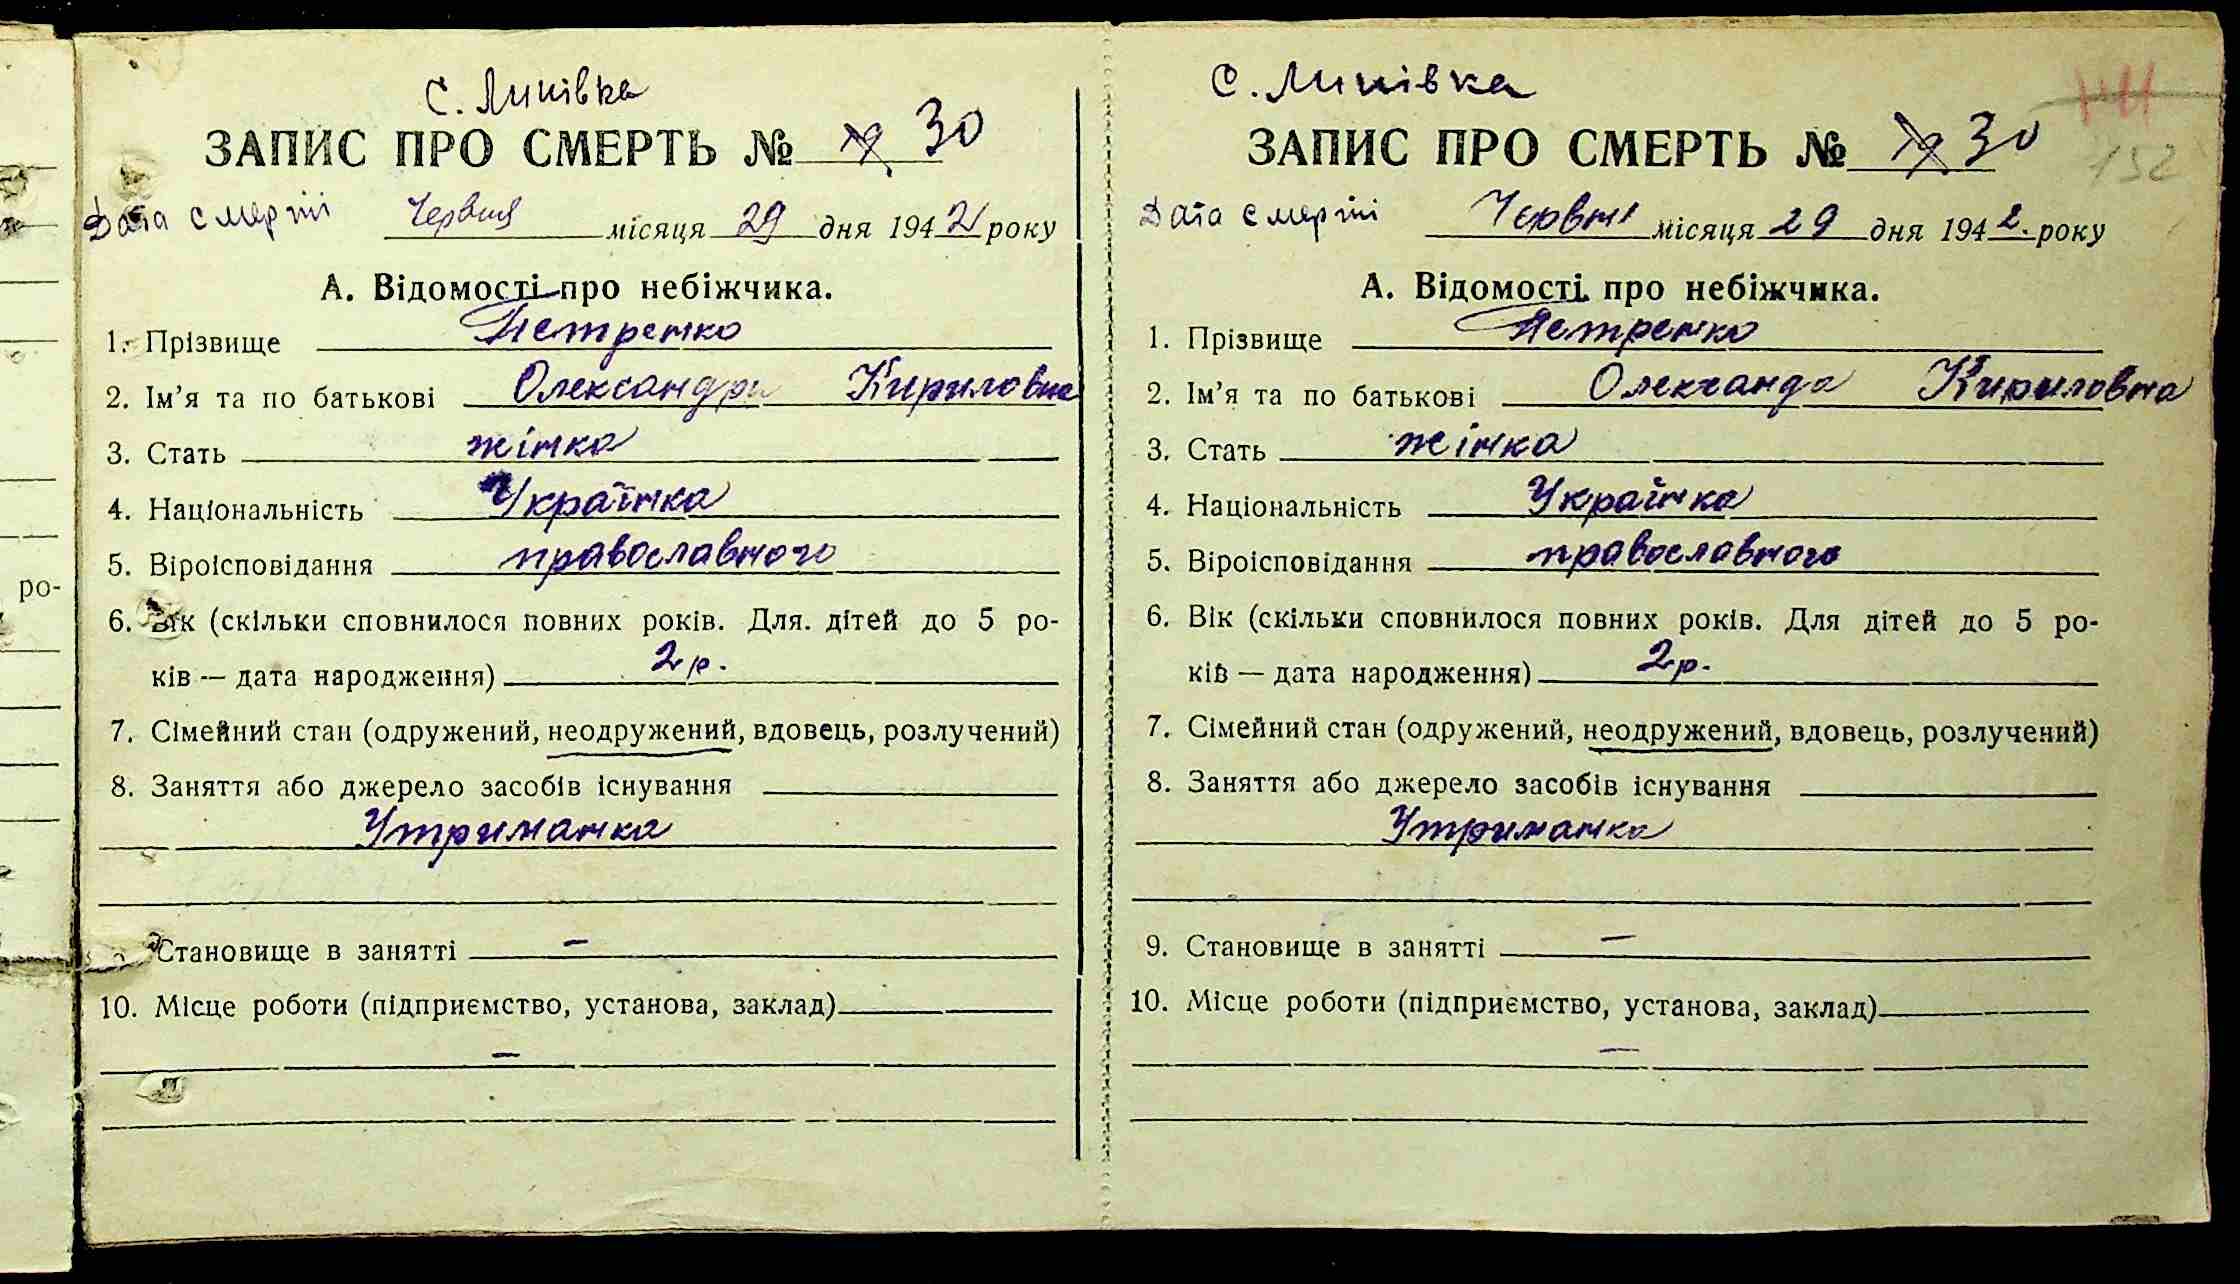 ро-
с. Липівка
ЗАПИС ПРО СМЕРТЬ № 30
Дата смерті Червня місяця 29 дня 1942 року
А. Відомості про небіжчика.
1. Прізвище Петренко
2. Ім'я та по батькові Олександра Кириловна
3. Стать жінка
4. Національність Українка
5. Віроісповідання православного
6. Вік (скільки сповнилося повних років. Для дітей до 5 ро-
ків — дата народження) 2 р.
7. Сімейний стан (одружений, неодружений, вдовець, розлучений)
8. Заняття або джерело засобів існування
Утриманка
Становище в занятті –
10. Місце роботи (підприємство, установа, заклад)
–
с. Липівка
ЗАПИС ПРО СМЕРТЬ № 30
152
Дата смерті Червня місяця 29 дня 1942. року
А. Відомості про небіжчика.
1. Прізвище Петренко
2. Ім'я та по батькові Олександа Кириловна
3. Стать жінка
4. Національність Українка
5. Віроісповідання православного
6. Вік (скільки сповнилося повних років. Для дітей до 5 ро-
ків — дата народження) 2 р.
7. Сімейний стан (одружений, неодружений, вдовець, розлучений)
8. Заняття або джерело засобів існування
Утриманка
9. Становище в занятті –
10. Місце роботи (підприємство, установа, заклад)
–